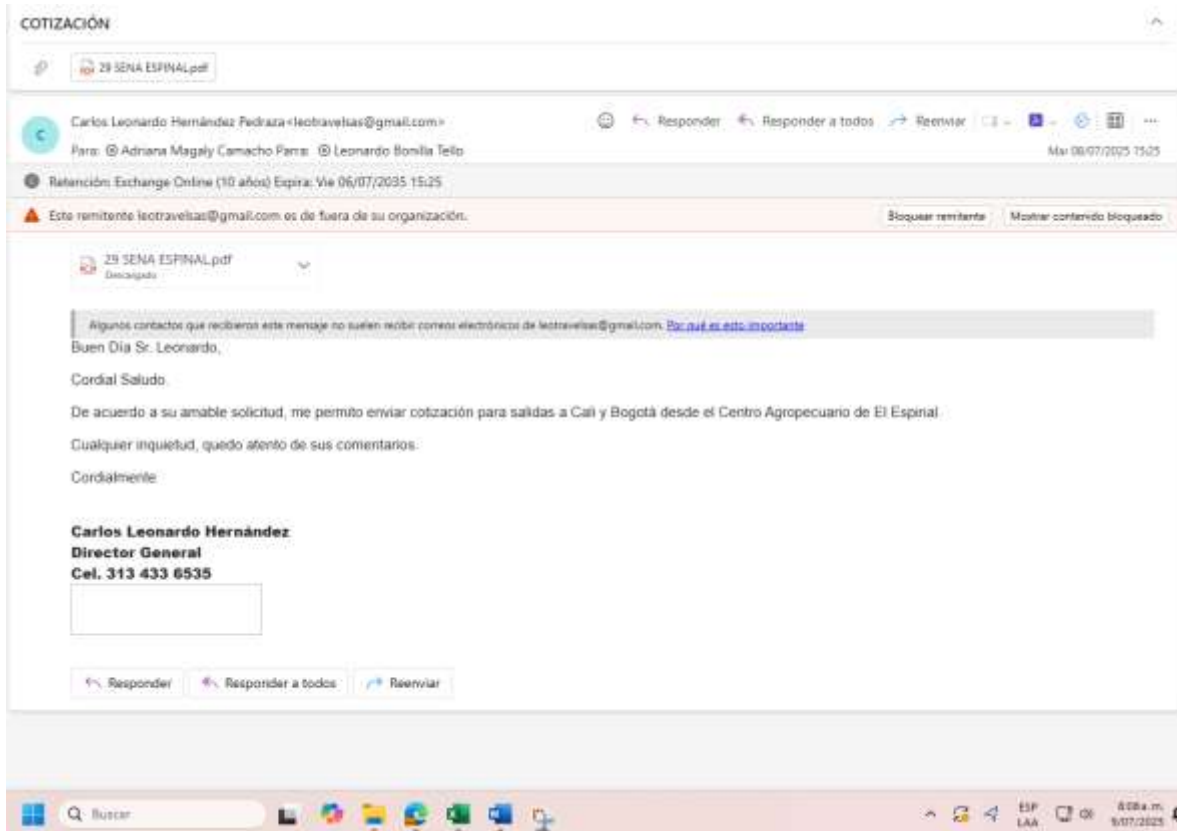 COTIZACIÓN
29 SENA ESPINAL.pdf
Carlos Leonardo Hernández Pedraza<leotravelsas@gmail.com>
Responder Responder a todos Reenviar
Para: Adriana Magaly Camacho Parra; Leonardo Bonilla Tello
Mar 08/07/2025 15:25
Retención: Exchange Online (10 años) Expira: Vie 06/07/2035 15:25
Este remitente leotravelsas@gmail.com es de fuera de su organización.
Bloquear remitente Mostrar contenido bloqueado
29 SENA ESPINAL.pdf
Descargado
Algunos contactos que recibieron este mensaje no suelen recibir correos electrónicos de leotravelsas@gmail.com. Por qué es esto importante
Buen Día Sr. Leonardo,
Cordial Saludo.
De acuerdo a su amable solicitud, me permito enviar cotización para salidas a Cali y Bogotá desde el Centro Agropecuario de El Espinal
Cualquier inquietud, quedo atento de sus comentarios.
Cordialmente
Carlos Leonardo Hernández
Director General
Cel. 313 433 6535
Responder Responder a todos Reenviar
Buscar
ESP
LAA
6:08 a.m.
9/07/2025